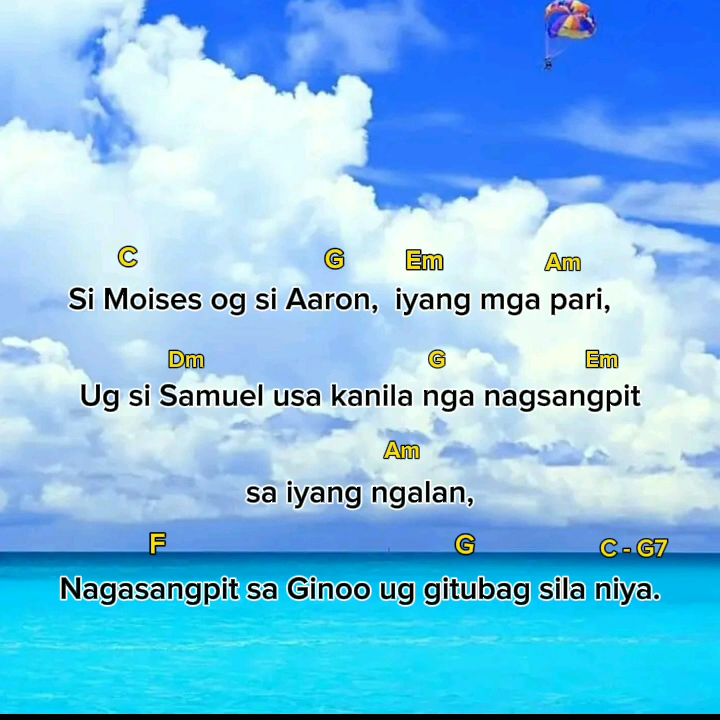 C G Em Am
Si Moises og si Aaron, iyang mga pari,
Dm G Em
Ug si Samuel usa kanila nga nagsangpit
Am
sa iyang ngalan,
F G C - G7
Nagasangpit sa Ginoo ug gitubag sila niya.